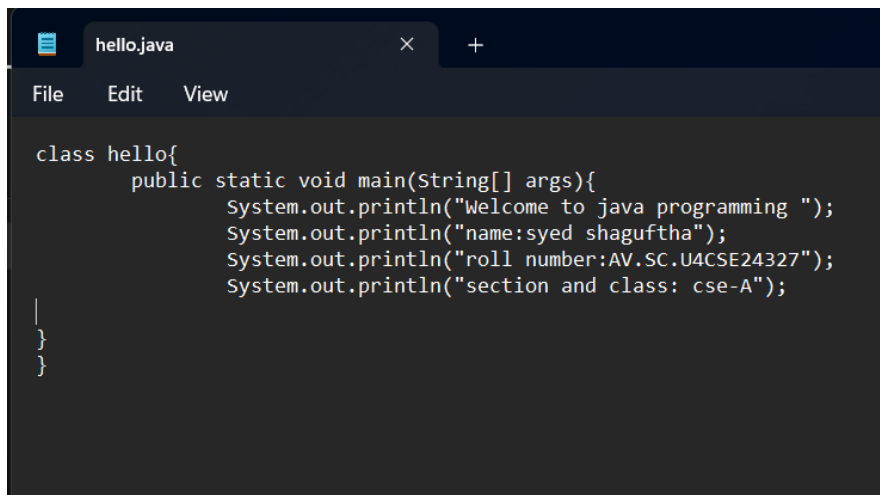 hello.java
File Edit View
class hello{
        public static void main(String[] args){
                System.out.println("Welcome to java programming ");
                System.out.println("name:syed shaguftha");
                System.out.println("roll number:AV.SC.U4CSE24327");
                System.out.println("section and class: cse-A");
}
}